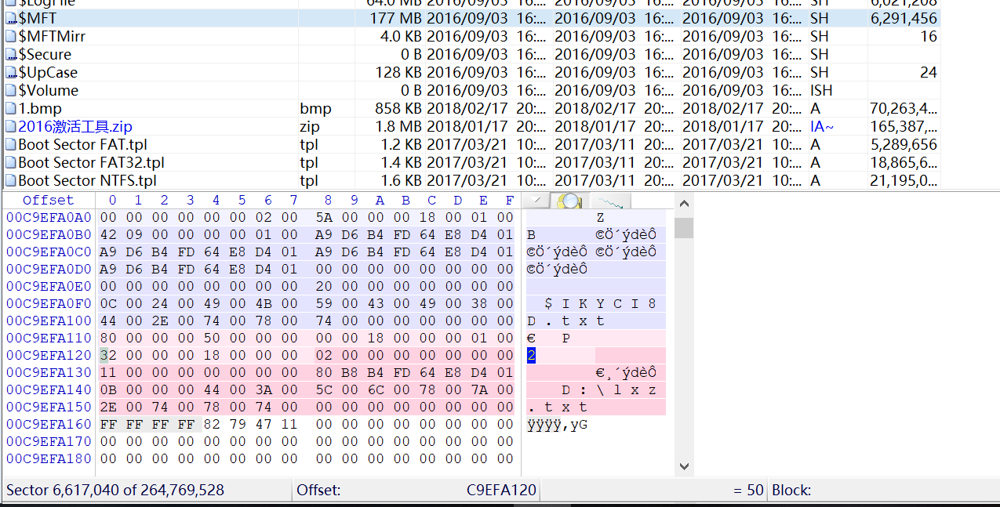 $LogFile 64.0 MB 2016/09/03 16:... 2016/09/03 16:... 2016/09/03 16:... SH 6,021,208
$MFT 177 MB 2016/09/03 16:... 2016/09/03 16:... 2016/09/03 16:... SH 6,291,456
$MFTMirr 4.0 KB 2016/09/03 16:... 2016/09/03 16:... 2016/09/03 16:... SH 16
$Secure 0 B 2016/09/03 16:... 2016/09/03 16:... 2016/09/03 16:... SH
$UpCase 128 KB 2016/09/03 16:... 2016/09/03 16:... 2016/09/03 16:... SH 24
$Volume 0 B 2016/09/03 16:... 2016/09/03 16:... 2016/09/03 16:... ISH
1.bmp bmp 858 KB 2018/02/17 20:... 2018/02/17 20:... 2018/02/17 20:... A 70,263,4...
2016激活工具.zip zip 1.8 MB 2018/01/17 20:... 2018/01/17 20:... 2018/01/17 20:... IA~ 165,387,...
Boot Sector FAT.tpl tpl 1.2 KB 2017/03/21 10:... 2017/03/11 20:... 2017/03/21 10:... A 5,289,656
Boot Sector FAT32.tpl tpl 1.4 KB 2017/03/21 10:... 2017/03/11 20:... 2017/03/21 10:... A 18,865,6...
Boot Sector NTFS.tpl tpl 1.6 KB 2017/03/21 10:... 2017/03/11 20:... 2017/03/21 10:... A 21,195,0...
Offset 0 1 2 3 4 5 6 7 8 9 A B C D E F
00C9EFA0A0 00 00 00 00 00 00 02 00 5A 00 00 00 18 00 01 00 Z
00C9EFA0B0 42 09 00 00 00 00 01 00 A9 D6 B4 FD 64 E8 D4 01 B ©Ö´ýdèÔ
00C9EFA0C0 A9 D6 B4 FD 64 E8 D4 01 A9 D6 B4 FD 64 E8 D4 01 ©Ö´ýdèÔ ©Ö´ýdèÔ
00C9EFA0D0 A9 D6 B4 FD 64 E8 D4 01 00 00 00 00 00 00 00 00 ©Ö´ýdèÔ
00C9EFA0E0 00 00 00 00 00 00 00 00 20 00 00 00 00 00 00 00
00C9EFA0F0 0C 00 24 00 49 00 4B 00 59 00 43 00 49 00 38 00 $ I K Y C I 8
00C9EFA100 44 00 2E 00 74 00 78 00 74 00 00 00 00 00 00 00 D . t x t
00C9EFA110 80 00 00 00 50 00 00 00 00 00 18 00 00 00 01 00 € P
00C9EFA120 32 00 00 00 18 00 00 00 02 00 00 00 00 00 00 00 2
00C9EFA130 11 00 00 00 00 00 00 00 80 B8 B4 FD 64 E8 D4 01 €¸´ýdèÔ
00C9EFA140 0B 00 00 00 44 00 3A 00 5C 00 6C 00 78 00 7A 00 D : \ l x z
00C9EFA150 2E 00 74 00 78 00 74 00 00 00 00 00 00 00 00 00 . t x t
00C9EFA160 FF FF FF FF 82 79 47 11 00 00 00 00 00 00 00 00 ÿÿÿÿ‚yG
00C9EFA170 00 00 00 00 00 00 00 00 00 00 00 00 00 00 00 00
00C9EFA180 00 00 00 00 00 00 00 00 00 00 00 00 00 00 00 00
Sector 6,617,040 of 264,769,528 Offset: C9EFA120 = 50 Block: